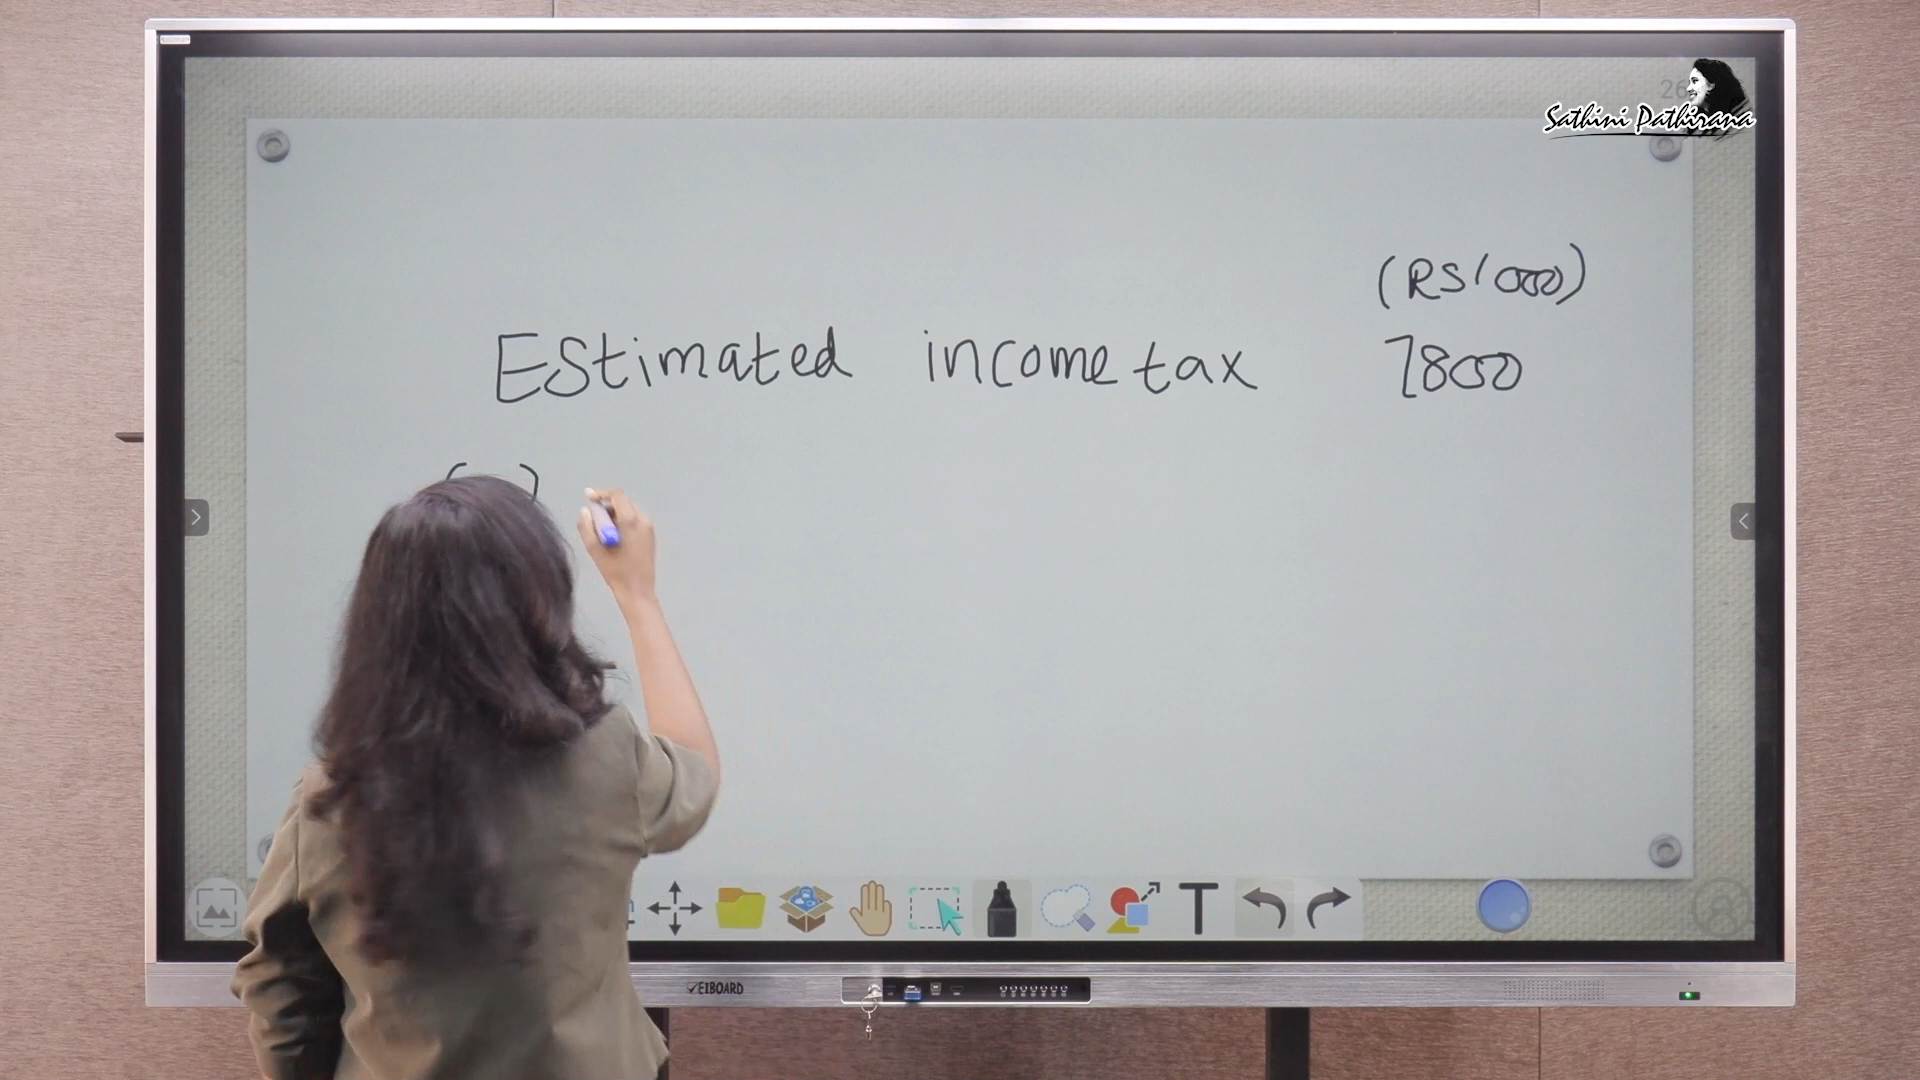 Sathini Pathirana
(RS'000)
Estimated income tax 7800
( )
T
EIBOARD